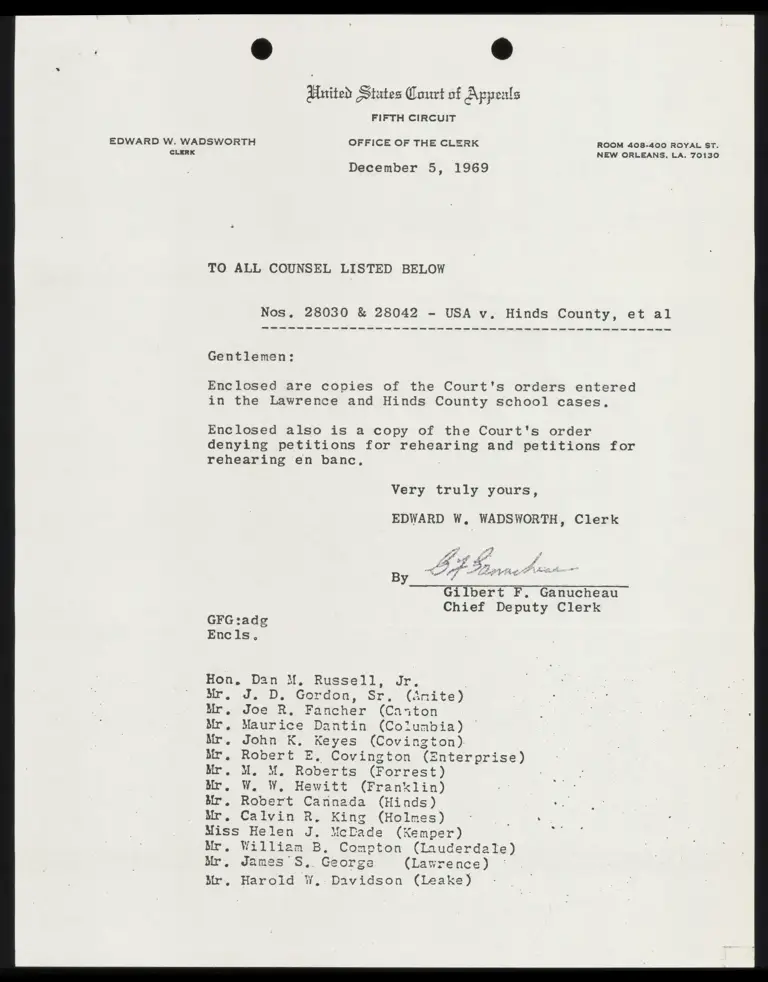 United States Court of Appeals
FIFTH CIRCUIT
EDWARD W. WADSWORTH
CLERK
OFFICE OF THE CLERK
ROOM 408-400 ROYAL ST.
NEW ORLEANS, LA. 70130
December 5, 1969
TO ALL COUNSEL LISTED BELOW
Nos. 28030 & 28042 - USA v. Hinds County, et al
Gentlemen:
Enclosed are copies of the Court's orders entered
in the Lawrence and Hinds County school cases.
Enclosed also is a copy of the Court's order
denying petitions for rehearing and petitions for
rehearing en banc.
Very truly yours,
EDWARD W. WADSWORTH, Clerk
By G F Ganucheau
Gilbert F. Ganucheau
Chief Deputy Clerk
GFG:adg
Encls.
Hon. Dan M. Russell, Jr.
Mr. J. D. Gordon, Sr. (Amite)
Mr. Joe R. Fancher (Canton
Mr. Maurice Dantin (Columbia)
Mr. John K. Keyes (Covington)
Mr. Robert E. Covington (Enterprise)
Mr. M. M. Roberts (Forrest)
Mr. W. W. Hewitt (Franklin)
Mr. Robert Cannada (Hinds)
Mr. Calvin R. King (Holmes)
Miss Helen J. McDade (Kemper)
Mr. William B. Compton (Lauderdale)
Mr. James S. George (Lawrence)
Mr. Harold W. Davidson (Leake)